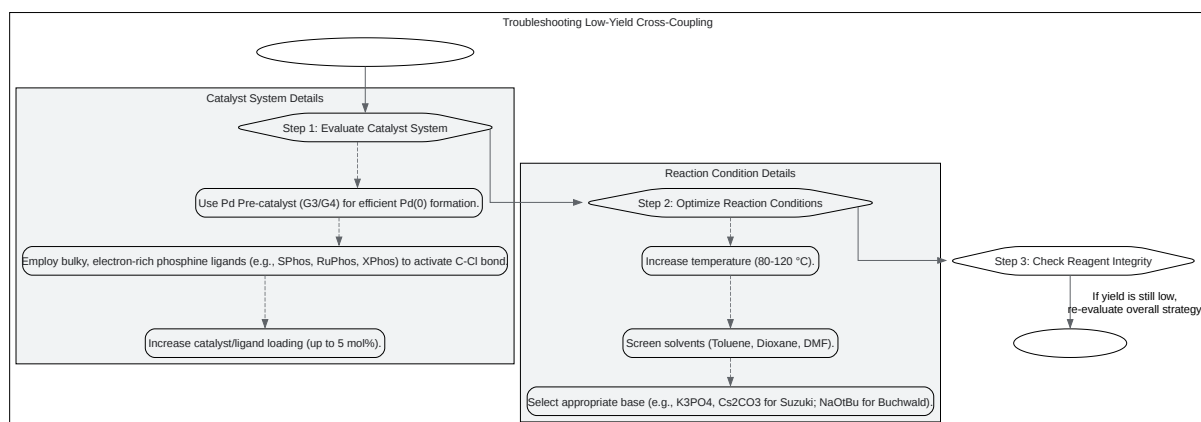 Troubleshooting Low-Yield Cross-Coupling
Catalyst System Details
Step 1: Evaluate Catalyst System
Use Pd Pre-catalyst (G3/G4) for efficient Pd(0) formation.
Employ bulky, electron-rich phosphine ligands (e.g., SPhos, RuPhos, XPhos) to activate C-Cl bond.
Increase catalyst/ligand loading (up to 5 mol%).
Reaction Condition Details
Step 2: Optimize Reaction Conditions
Increase temperature (80-120 °C).
Screen solvents (Toluene, Dioxane, DMF).
Select appropriate base (e.g., K3PO4, Cs2CO3 for Suzuki; NaOtBu for Buchwald).
Step 3: Check Reagent Integrity
If yield is still low,
re-evaluate overall strategy